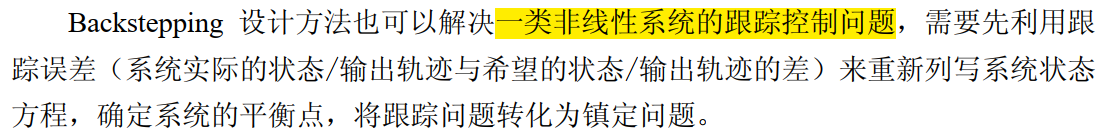 Backstepping 设计方法也可以解决一类非线性系统的跟踪控制问题，需要先利用跟
踪误差（系统实际的状态/输出轨迹与希望的状态/输出轨迹的差）来重新列写系统状态
方程，确定系统的平衡点，将跟踪问题转化为镇定问题。